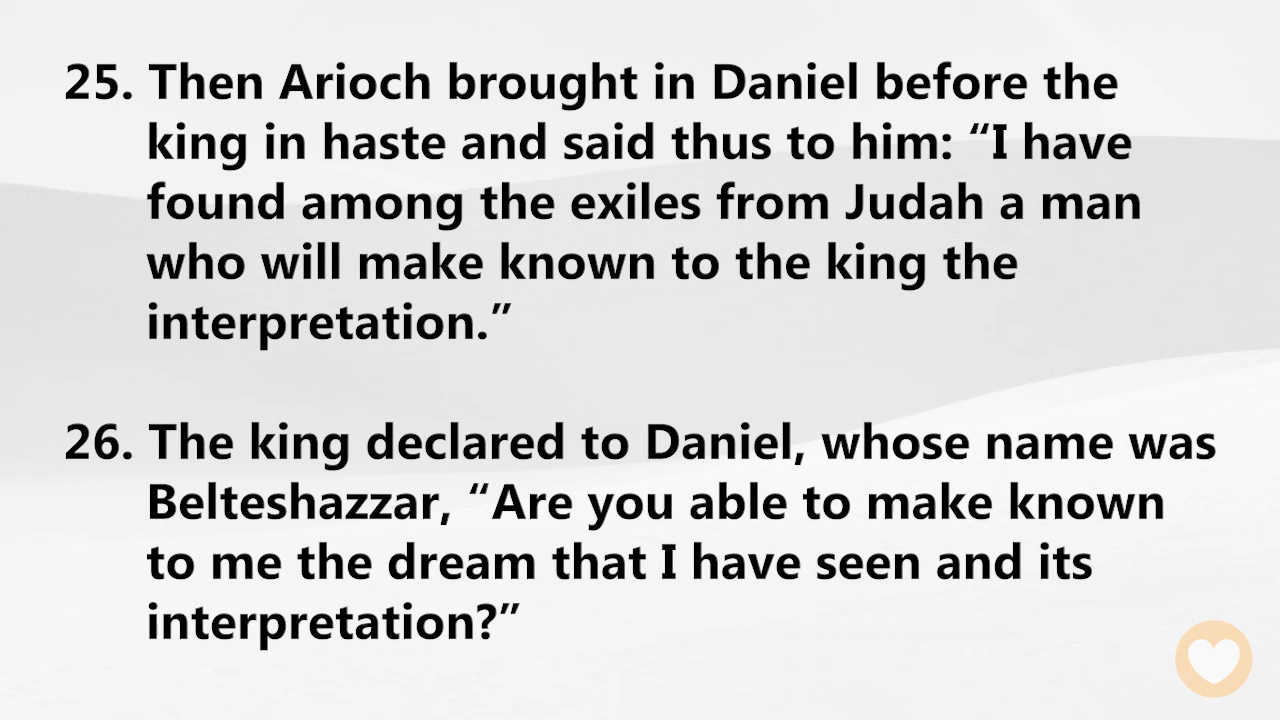 25. Then Arioch brought in Daniel before the
king in haste and said thus to him: “I have
found among the exiles from Judah a man
who will make known to the king the
interpretation.”
26. The king declared to Daniel, whose name was
Belteshazzar, “Are you able to make known
to me the dream that I have seen and its
interpretation?”